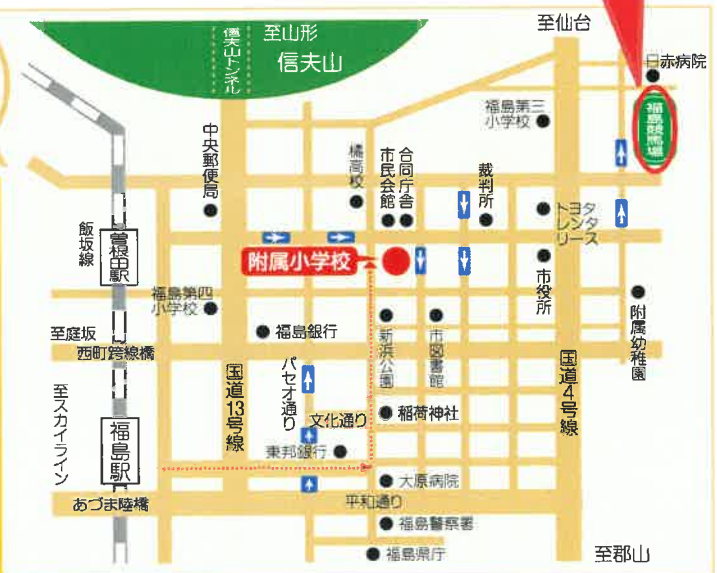 至仙台
至山形
信夫山
信夫山トンネル
日赤病院
福島競馬場
福島第三
小学校
中央郵便局
橘高校
市民会館
合同庁舎
裁判所
トヨタ
レンタ
リース
飯坂線
曽根田駅
附属小学校
市役所
福島第四
小学校
附属幼稚園
至庭坂
西町跨線橋
福島銀行
新浜公園
市図書館
国道13号線
パセオ通り
国道4号線
至スカイライン
文化通り
稲荷神社
福島駅
東邦銀行
大原病院
あづま陸橋
平和通り
福島警察署
福島県庁
至郡山